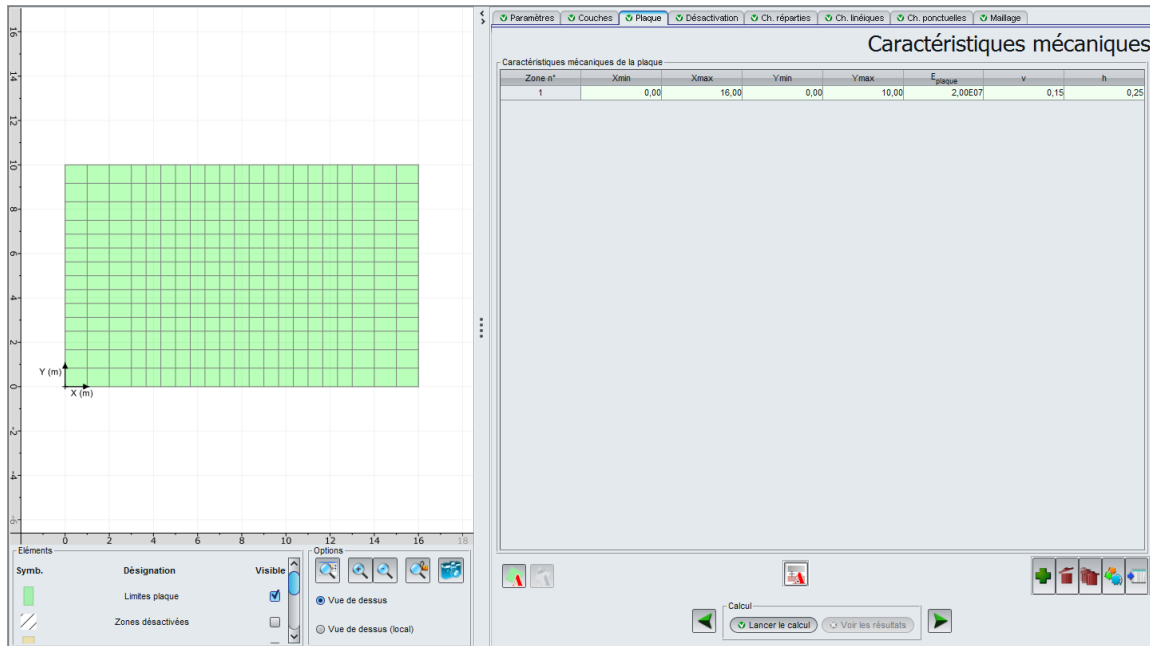 Paramètres Couches Plaque Désactivation Ch. réparties Ch. linéiques Ch. ponctuelles Maillage
Caractéristiques mécaniques
Caractéristiques mécaniques de la plaque
Zone n° Xmin Xmax Ymin Ymax E plaque ν h
1 0,00 16,00 0,00 10,00 2,00E07 0,15 0,25
16
14
12
10
8
6
4
2
0
-2
-4
-6
Y (m)
X (m)
0 2 4 6 8 10 12 14 16 18
Eléments
Symb. Dèsignation Visible
Limites plaque
Zones désactivées
Options
Vue de dessus
Vue de dessus (local)
Calcul
Lancer le calcul Voir les résultats